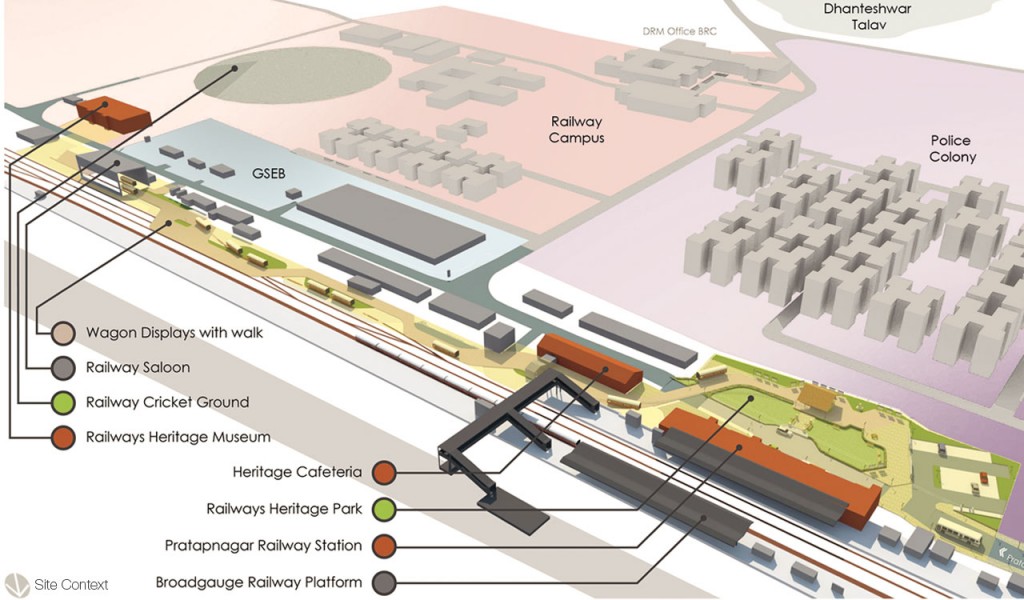 Dhanteshwar
Talav
DRM Office BRC
Railway
Campus
Police
Colony
GSEB
Wagon Displays with walk
Railway Saloon
Railway Cricket Ground
Railways Heritage Museum
Heritage Cafeteria
Railways Heritage Park
Pratapnagar Railway Station
Broadgauge Railway Platform
Site Context